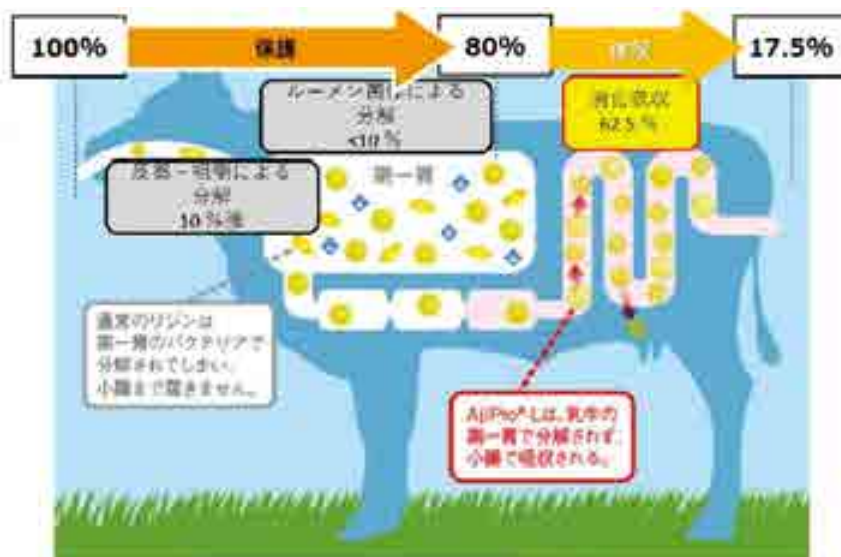 100%
保護
80%
17.5%
ルーメン菌体による
分解
<10 %
消化吸収
62.5 %
反芻－咀嚼による
分解
10 %強
第一胃
通常のリジンは
第一胃のバクテリアで
分解されてしまい、
小腸まで届きません。
AjiPro®-Lは、乳牛の
第一胃で分解されず、
小腸で吸収される。